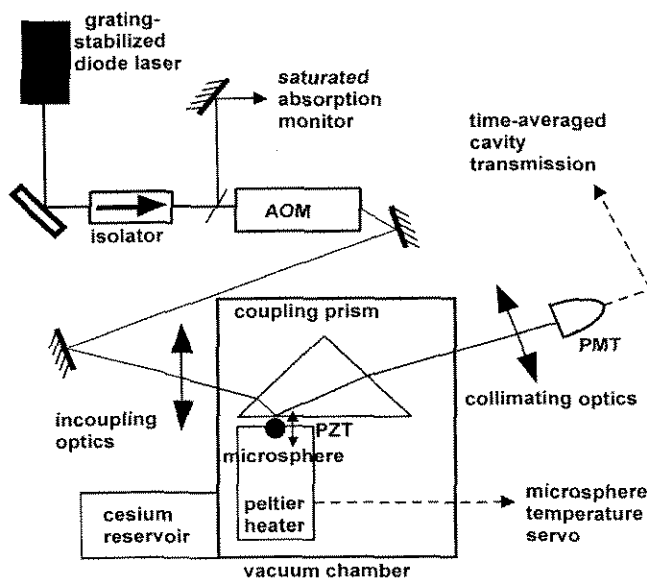 grating-
stabilized
diode laser
saturated
absorption
monitor
time-averaged
cavity
transmission
isolator
AOM
coupling prism
PMT
incoupling
optics
collimating optics
PZT
microsphere
cesium
reservoir
peltier
heater
microsphere
temperature
servo
vacuum chamber